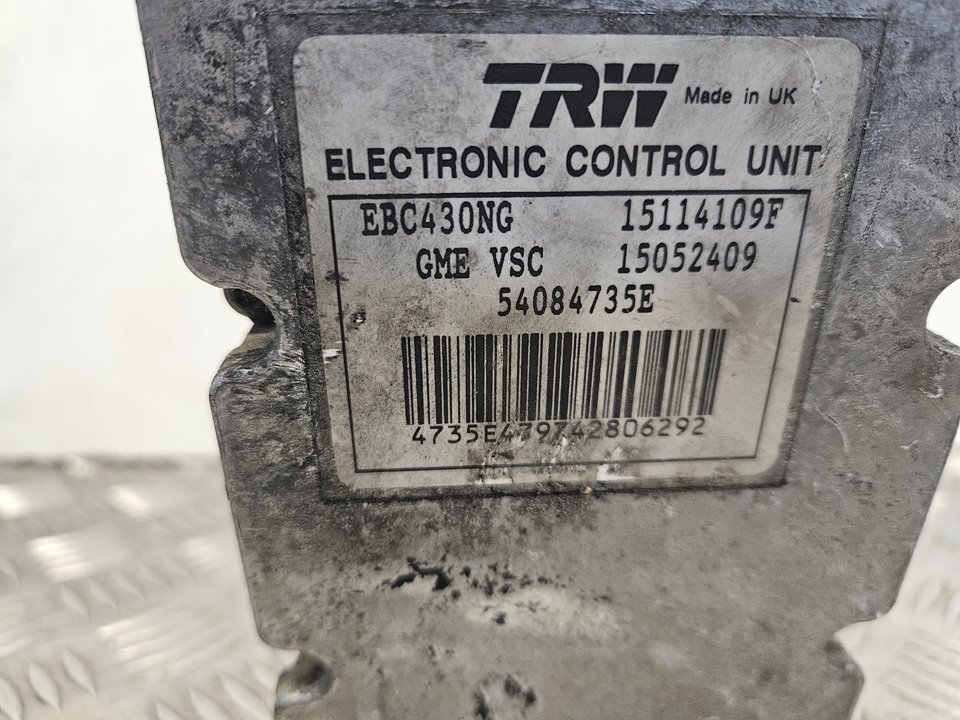 TRW Made in UK
ELECTRONIC CONTROL UNIT
EBC430NG 15114109F
GME VSC 15052409
54084735E
4735E479742806292